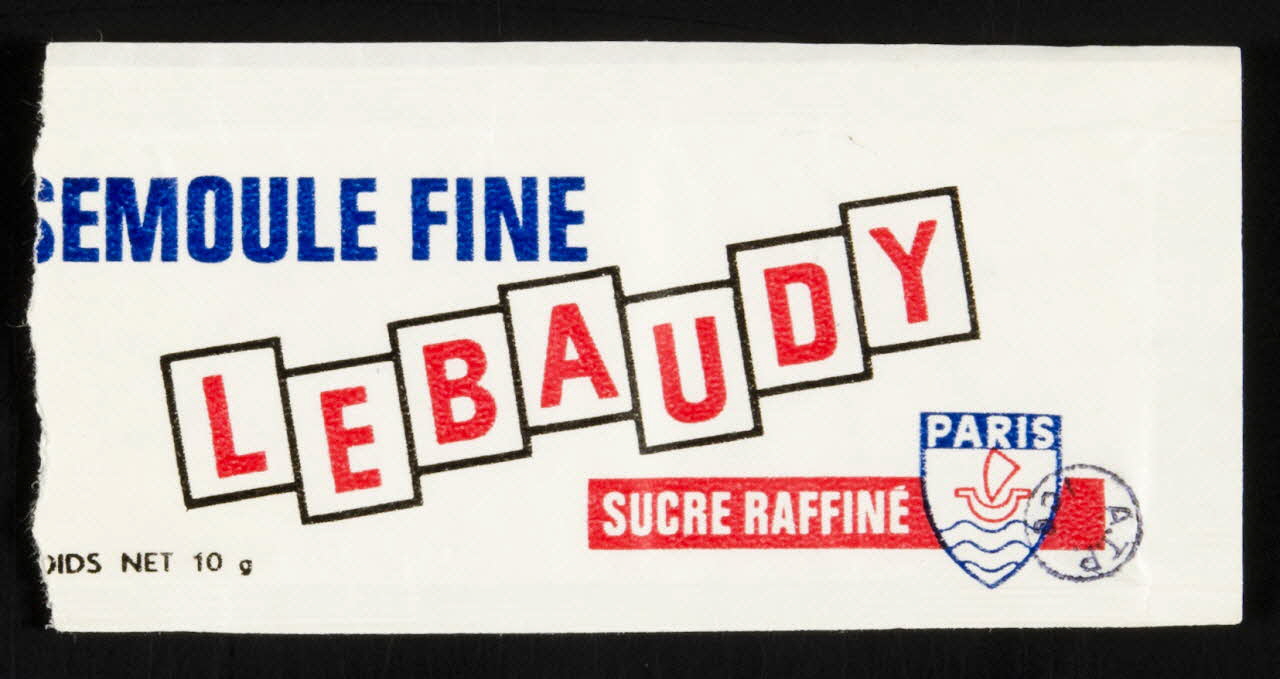 SEMOULE FINE
LEBAUDY
PARIS
SUCRE RAFFINÉ
OIDS NET 10 g
A.T.P.